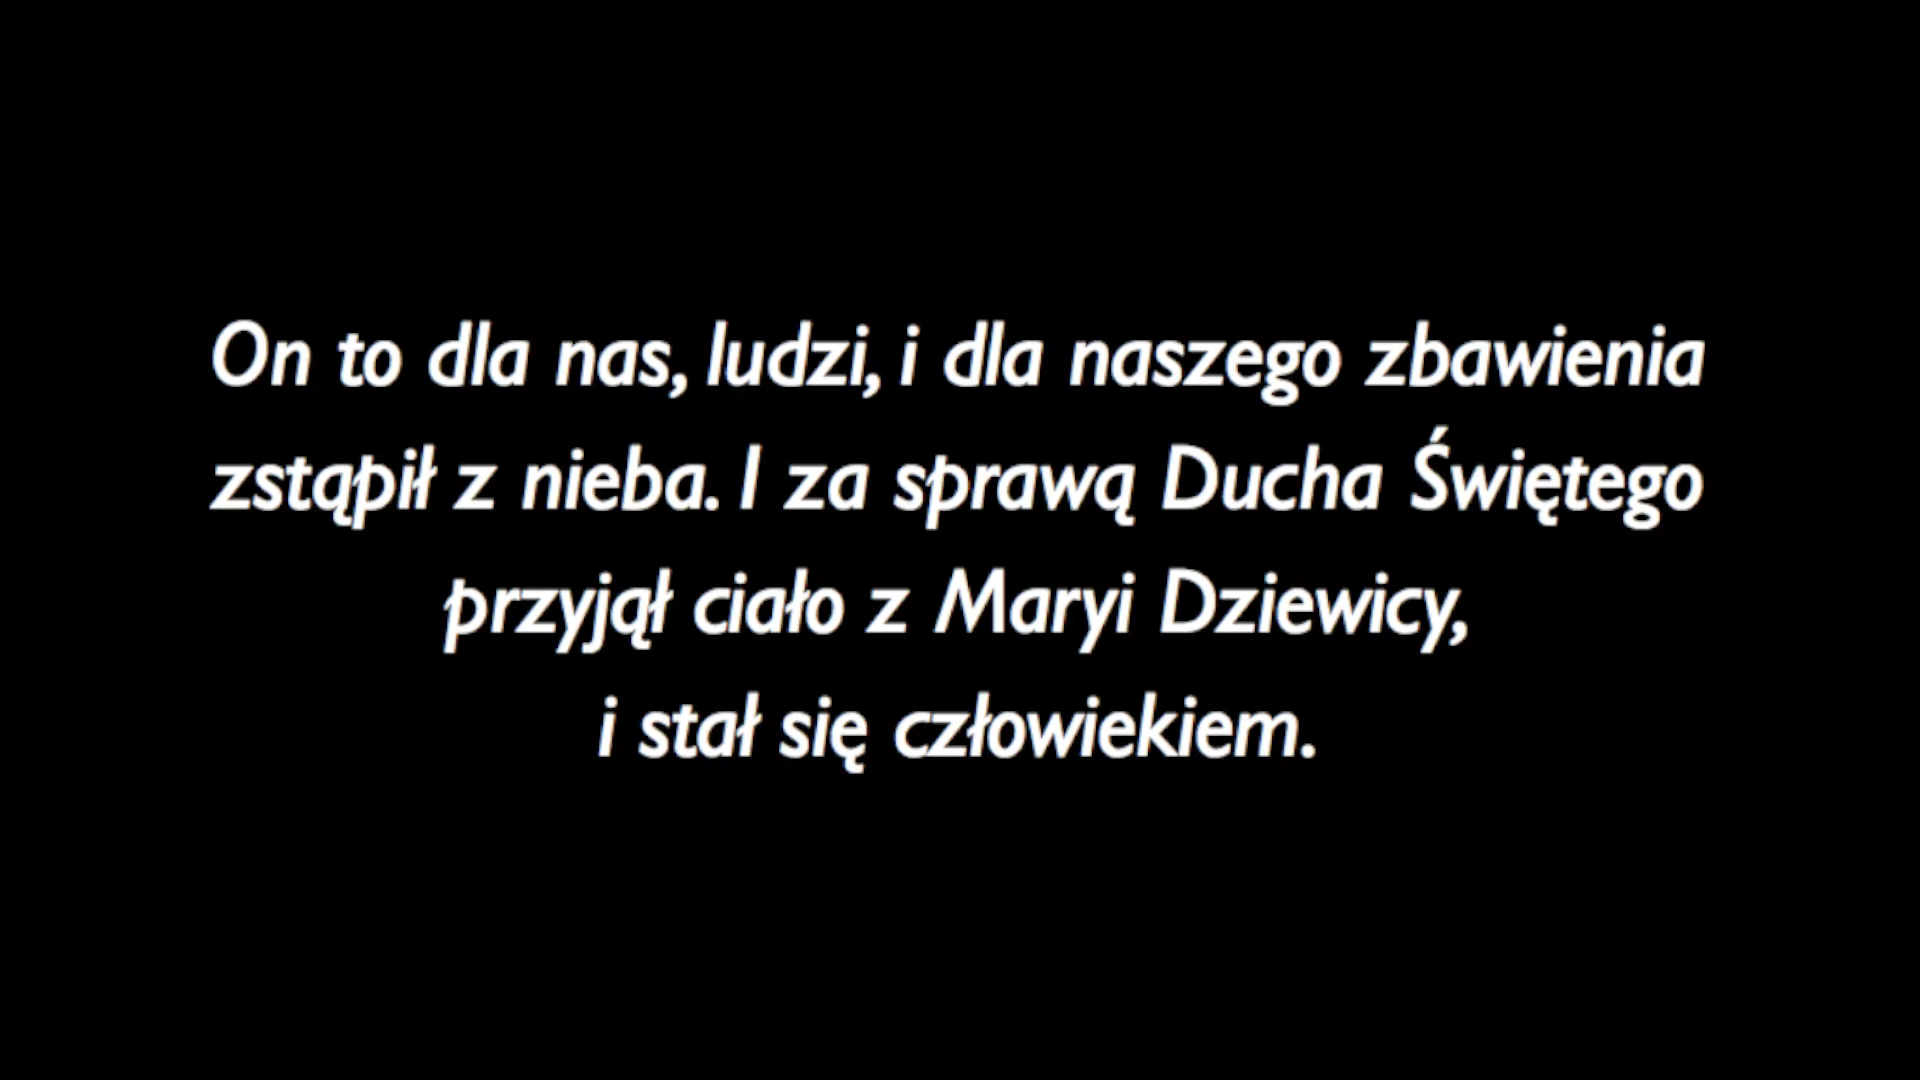 On to dla nas, ludzi, i dla naszego zbawienia
zstąpił z nieba. I za sprawą Ducha Świętego
przyjął ciało z Maryi Dziewicy,
i stał się człowiekiem.